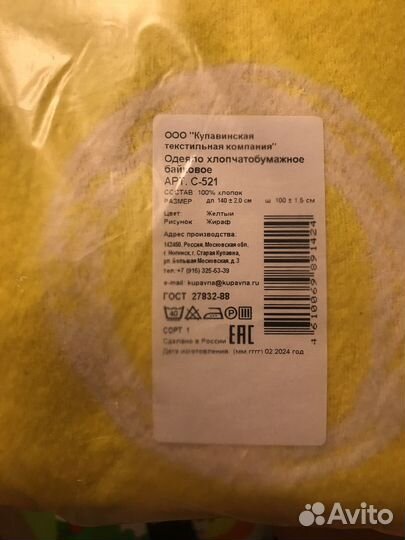 ООО "Купавинская
текстильная компания"
Одеяло хлопчатобумажное
байковое
АРТ. С-521
СОСТАВ 100% хлопок
РАЗМЕР дл. 140 ± 2,0 см ш. 100 ± 1,5 см
Цвет: Желтый
Рисунок: Жираф
Адрес производства:
142450, Россия, Московская обл,
г. Ногинск, г. Старая Купавна,
ул. Большая Московская, д.3
тел. +7 (916) 325-63-39
e-mail: kupavna@kupavna.ru
ГОСТ 27832-88
40 P
СОРТ 1
EAC
Сделано в России
Дата изготовления: (мм.гггг) 02.2024 год
4610069891424
Avito